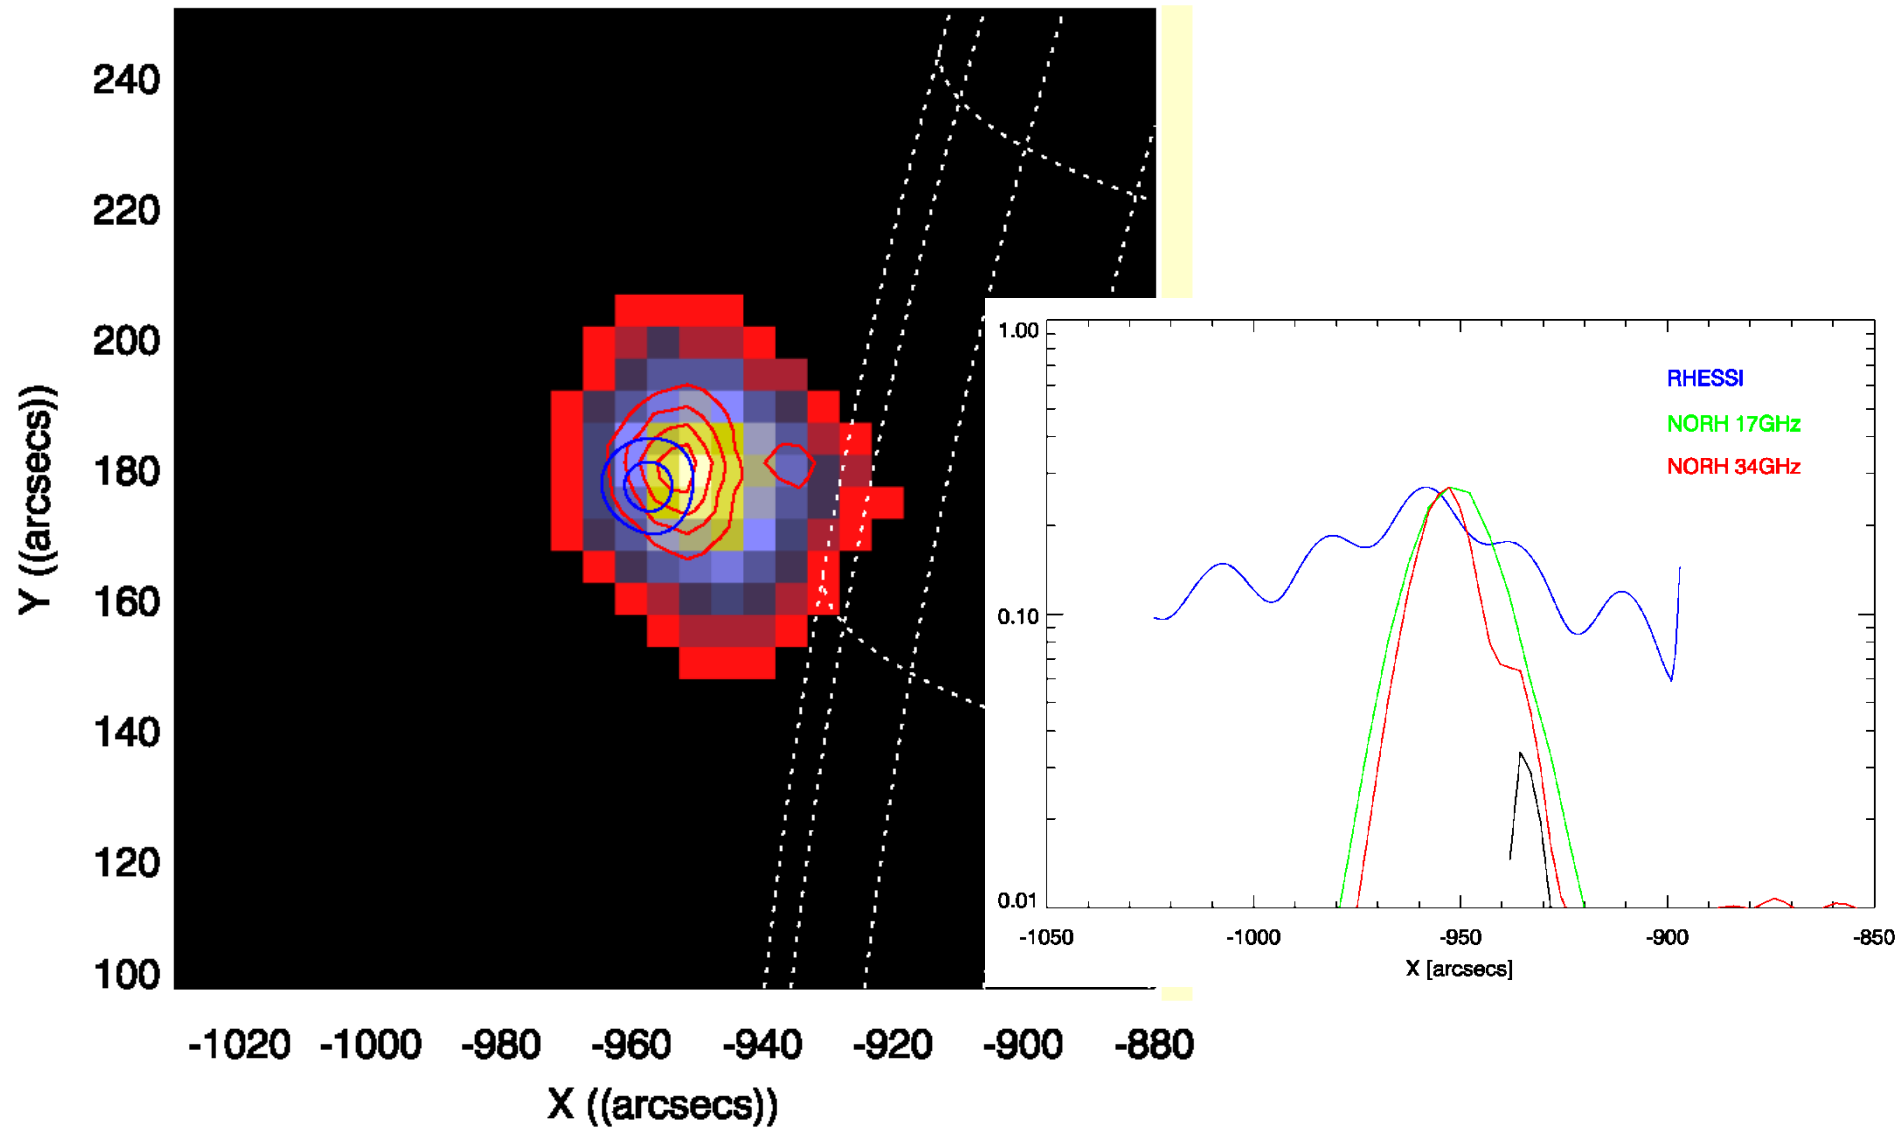 240
220
200
180
160
140
120
100
Y ((arcsecs))
-1020 -1000 -980 -960 -940 -920 -900 -880
X ((arcsecs))
1.00
0.10
0.01
RHESSI
NORH 17GHz
NORH 34GHz
-1050 -1000 -950 -900 -850
X [arcsecs]